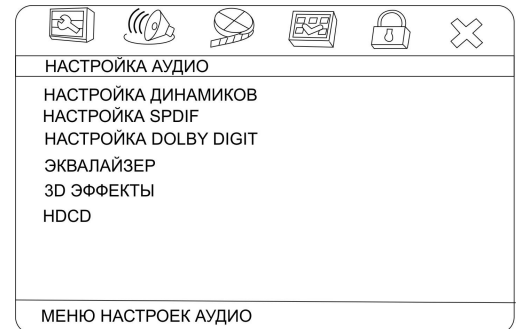 НАСТРОЙКА АУДИО
НАСТРОЙКА ДИНАМИКОВ
НАСТРОЙКА SPDIF
НАСТРОЙКА DOLBY DIGIT
ЭКВАЛАЙЗЕР
3D ЭФФЕКТЫ
HDCD
МЕНЮ НАСТРОЕК АУДИО